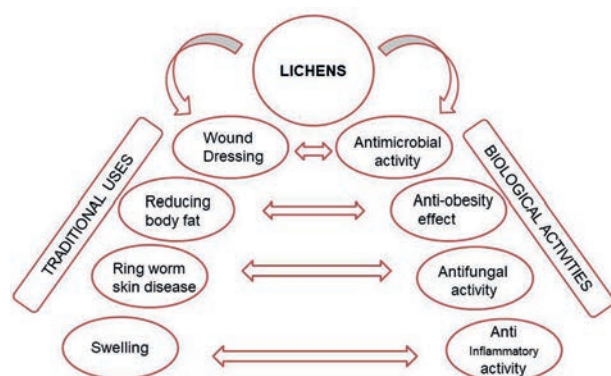 LICHENS
TRADITIONAL USES
BIOLOGICAL ACTIVITIES
Wound
Dressing
Antimicrobial
activity
Reducing
body fat
Anti-obesity
effect
Ring worm
skin disease
Antifungal
activity
Swelling
Anti
Inflammatory
activity